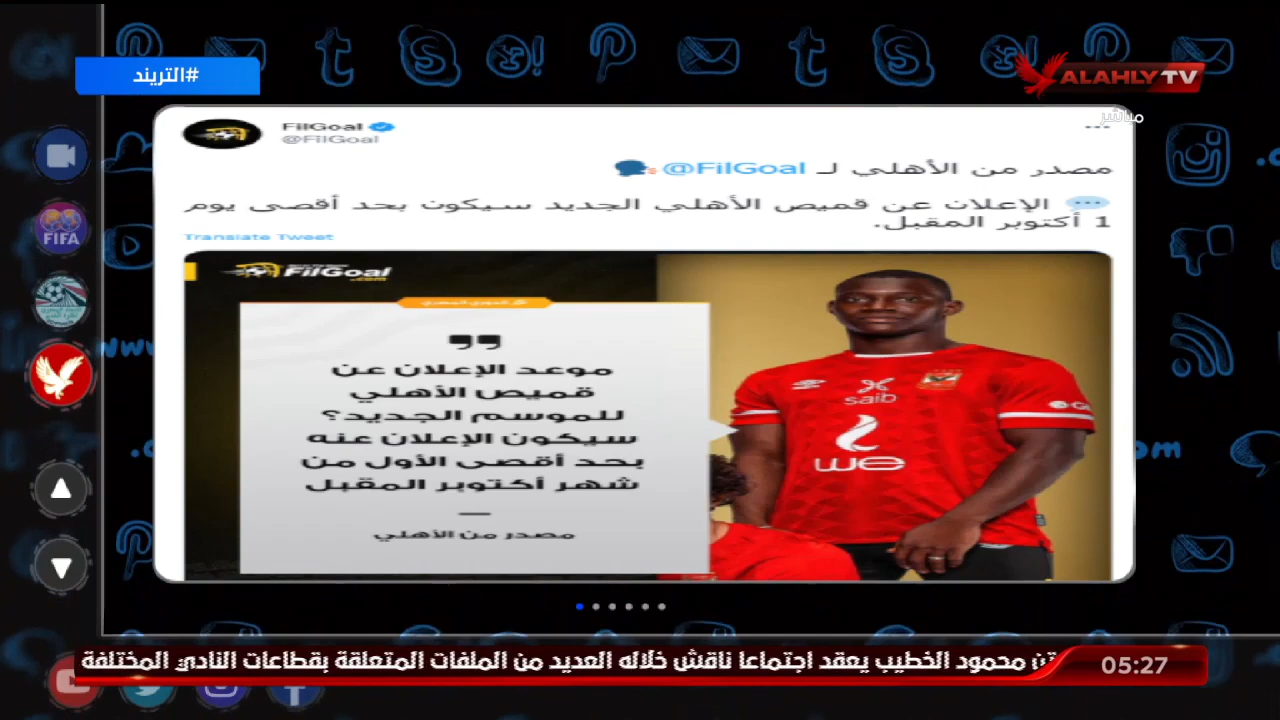 #التريند
ALAHLY TV
مباشر
FilGoal
@FilGoal
مصدر من الأهلي لـ @FilGoal
الإعلان عن قميص الأهلي الجديد سيكون بحد أقصى يوم
1 أكتوبر المقبل.
Translate Tweet
FilGoal
.com
موعد الإعلان عن
قميص الأهلي
للموسم الجديد؟
سيكون الإعلان عنه
بحد أقصى الأول من
شهر أكتوبر المقبل
مصدر من الأهلي
saib
we
FIFA
www
محمود الخطيب يعقد اجتماعا ناقش خلاله العديد من الملفات المتعلقة بقطاعات النادي المختلفة
05:27